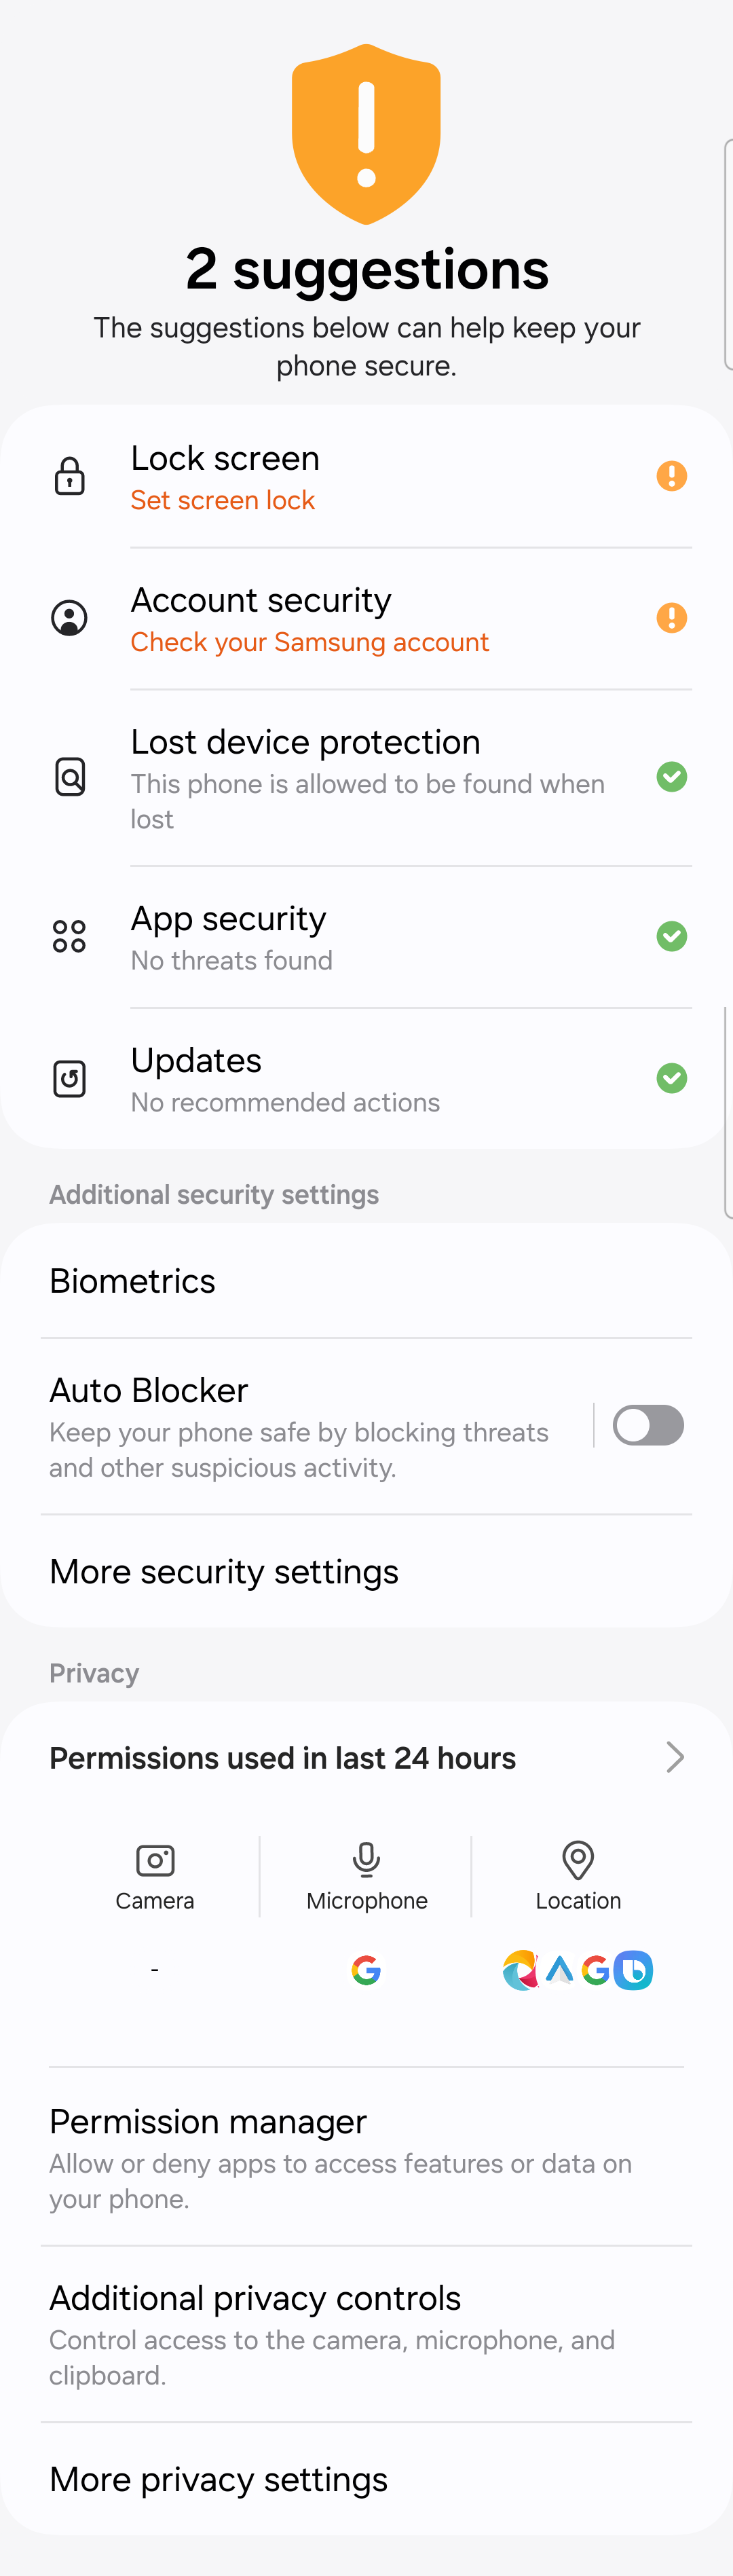 2 suggestions
The suggestions below can help keep your
phone secure.
Lock screen
Set screen lock
Account security
Check your Samsung account
Lost device protection
This phone is allowed to be found when
lost
App security
No threats found
Updates
No recommended actions
Additional security settings
Biometrics
Auto Blocker
Keep your phone safe by blocking threats
and other suspicious activity.
More security settings
Privacy
Permissions used in last 24 hours
Camera
Microphone
Location
-
Permission manager
Allow or deny apps to access features or data on
your phone.
Additional privacy controls
Control access to the camera, microphone, and
clipboard.
More privacy settings